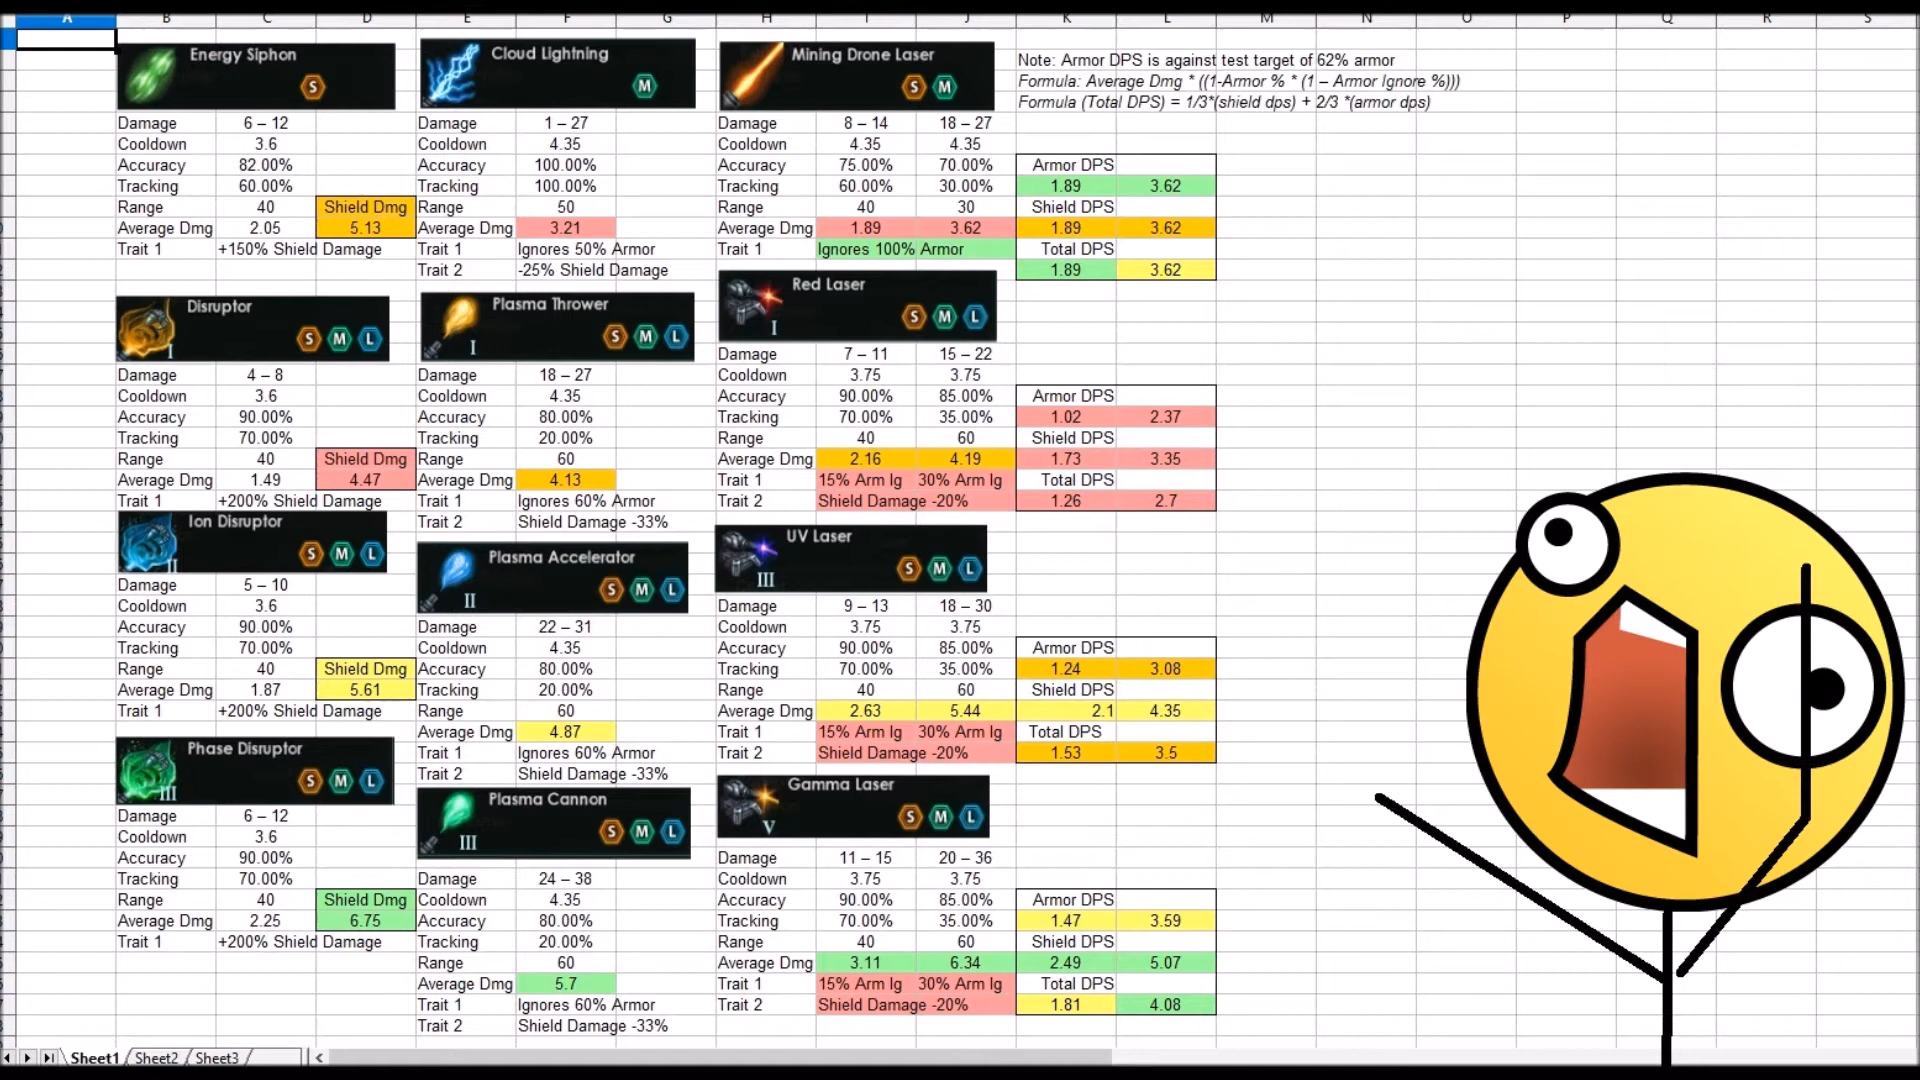 A B C D E F G H I J K L M N O P Q R S
Energy Siphon
S
Damage 6 – 12
Cooldown 3.6
Accuracy 82.00%
Tracking 60.00%
Range 40 Shield Dmg
Average Dmg 2.05 5.13
Trait 1 +150% Shield Damage
Disruptor
I S M L
Damage 4 – 8
Cooldown 3.6
Accuracy 90.00%
Tracking 70.00%
Range 40 Shield Dmg
Average Dmg 1.49 4.47
Trait 1 +200% Shield Damage
Ion Disruptor
II S M L
Damage 5 – 10
Cooldown 3.6
Accuracy 90.00%
Tracking 70.00%
Range 40 Shield Dmg
Average Dmg 1.87 5.61
Trait 1 +200% Shield Damage
Phase Disruptor
III S M L
Damage 6 – 12
Cooldown 3.6
Accuracy 90.00%
Tracking 70.00%
Range 40 Shield Dmg
Average Dmg 2.25 6.75
Trait 1 +200% Shield Damage
Cloud Lightning
M
Damage 1 – 27
Cooldown 4.35
Accuracy 100.00%
Tracking 100.00%
Range 50
Average Dmg 3.21
Trait 1 Ignores 50% Armor
Trait 2 -25% Shield Damage
Plasma Thrower
I S M L
Damage 18 – 27
Cooldown 4.35
Accuracy 80.00%
Tracking 20.00%
Range 60
Average Dmg 4.13
Trait 1 Ignores 60% Armor
Trait 2 Shield Damage -33%
Plasma Accelerator
II S M L
Damage 22 – 31
Cooldown 4.35
Accuracy 80.00%
Tracking 20.00%
Range 60
Average Dmg 4.87
Trait 1 Ignores 60% Armor
Trait 2 Shield Damage -33%
Plasma Cannon
III S M L
Damage 24 – 38
Cooldown 4.35
Accuracy 80.00%
Tracking 20.00%
Range 60
Average Dmg 5.7
Trait 1 Ignores 60% Armor
Trait 2 Shield Damage -33%
Mining Drone Laser
S M
Damage 8 – 14 18 – 27
Cooldown 4.35 4.35
Accuracy 75.00% 70.00%
Tracking 60.00% 30.00%
Range 40 30
Average Dmg 1.89 3.62
Trait 1 Ignores 100% Armor
Red Laser
I S M L
Damage 7 – 11 15 – 22
Cooldown 3.75 3.75
Accuracy 90.00% 85.00%
Tracking 70.00% 35.00%
Range 40 60
Average Dmg 2.16 4.19
Trait 1 15% Arm Ig 30% Arm Ig
Trait 2 Shield Damage -20%
UV Laser
III S M L
Damage 9 – 13 18 – 30
Cooldown 3.75 3.75
Accuracy 90.00% 85.00%
Tracking 70.00% 35.00%
Range 40 60
Average Dmg 2.63 5.44
Trait 1 15% Arm Ig 30% Arm Ig
Trait 2 Shield Damage -20%
Gamma Laser
V S M L
Damage 11 – 15 20 – 36
Cooldown 3.75 3.75
Accuracy 90.00% 85.00%
Tracking 70.00% 35.00%
Range 40 60
Average Dmg 3.11 6.34
Trait 1 15% Arm Ig 30% Arm Ig
Trait 2 Shield Damage -20%
Note: Armor DPS is against test target of 62% armor
Formula: Average Dmg * ((1-Armor % * (1 – Armor Ignore %)))
Formula (Total DPS) = 1/3*(shield dps) + 2/3 *(armor dps)
Armor DPS
1.89 3.62
Shield DPS
1.89 3.62
Total DPS
1.89 3.62
Armor DPS
1.02 2.37
Shield DPS
1.73 3.35
Total DPS
1.26 2.7
Armor DPS
1.24 3.08
Shield DPS
2.1 4.35
Total DPS
1.53 3.5
Armor DPS
1.47 3.59
Shield DPS
2.49 5.07
Total DPS
1.81 4.08
Sheet1 Sheet2 Sheet3